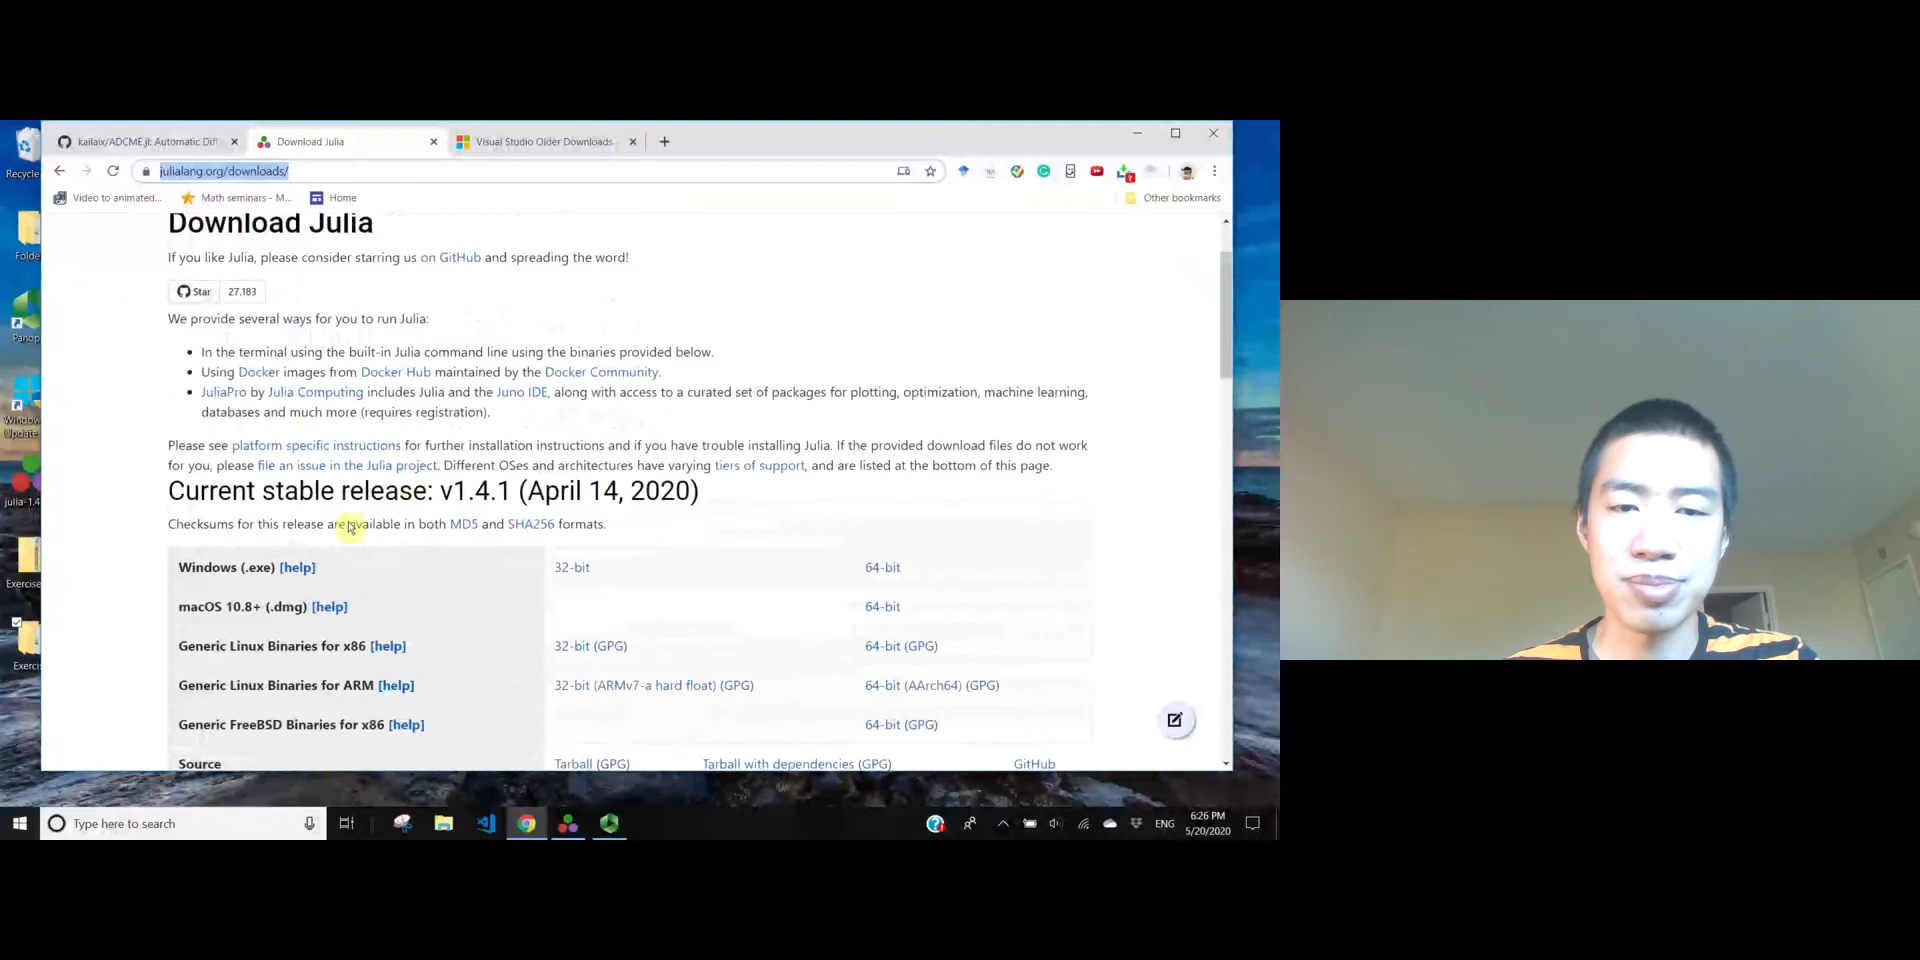 kailaix/ADCME.jl: Automatic Diff
Download Julia
Visual Studio Older Downloads -
julialang.org/downloads/
Video to animated...
Math seminars - M...
Home
Other bookmarks
Download Julia
If you like Julia, please consider starring us on GitHub and spreading the word!
Star 27,183
We provide several ways for you to run Julia:
• In the terminal using the built-in Julia command line using the binaries provided below.
• Using Docker images from Docker Hub maintained by the Docker Community.
• JuliaPro by Julia Computing includes Julia and the Juno IDE, along with access to a curated set of packages for plotting, optimization, machine learning,
databases and much more (requires registration).
Please see platform specific instructions for further installation instructions and if you have trouble installing Julia. If the provided download files do not work
for you, please file an issue in the Julia project. Different OSes and architectures have varying tiers of support, and are listed at the bottom of this page.
Current stable release: v1.4.1 (April 14, 2020)
Checksums for this release are available in both MD5 and SHA256 formats.
Windows (.exe) [help] 32-bit 64-bit
macOS 10.8+ (.dmg) [help] 64-bit
Generic Linux Binaries for x86 [help] 32-bit (GPG) 64-bit (GPG)
Generic Linux Binaries for ARM [help] 32-bit (ARMv7-a hard float) (GPG) 64-bit (AArch64) (GPG)
Generic FreeBSD Binaries for x86 [help] 64-bit (GPG)
Source Tarball (GPG) Tarball with dependencies (GPG) GitHub
Recycle
Folde
Panop
Window
Update
julia-1.4
Exercise
Exerci
Type here to search
ENG
6:26 PM
5/20/2020